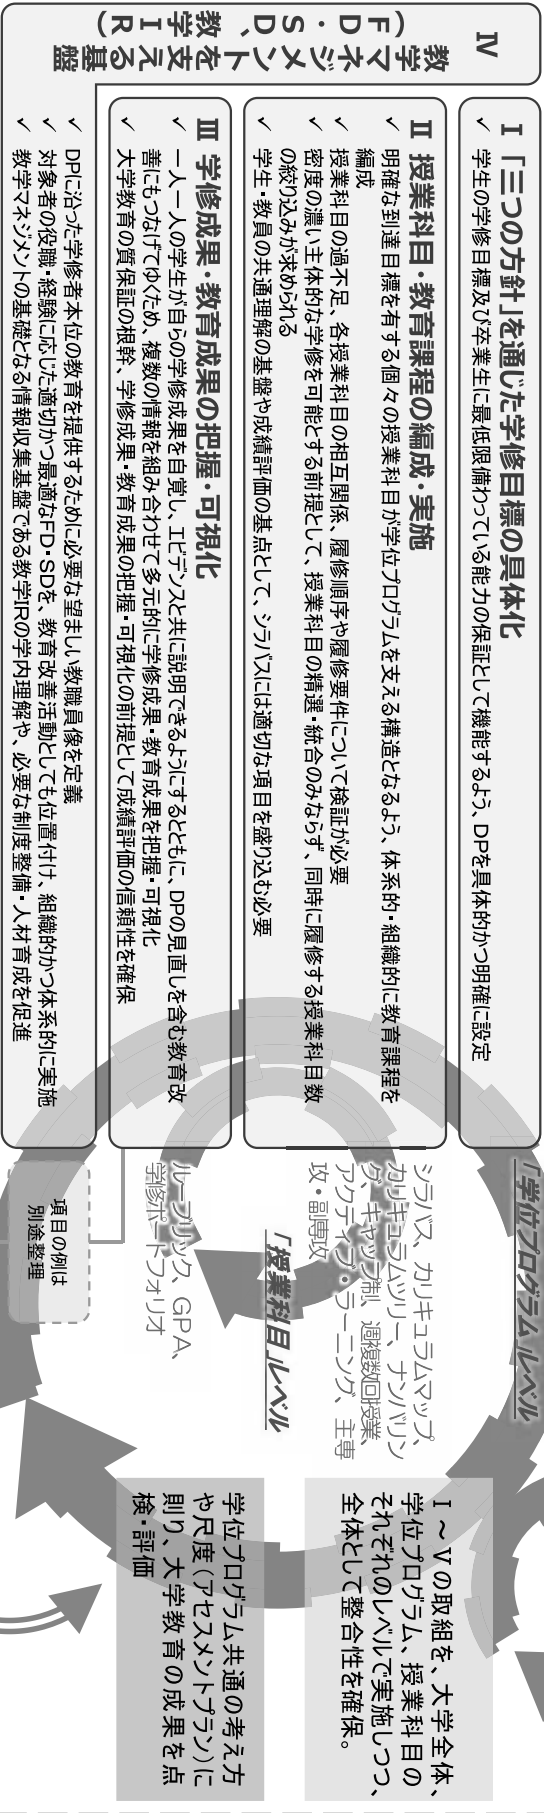 Ⅰ 「三つの方針」を通じた学修目標の具体化
✓ 学生の学修目標及び卒業生に最低限備わっている能力の保証として機能するよう、DPを具体的かつ明確に設定
Ⅱ 授業科目・教育課程の編成・実施
✓ 明確な到達目標を有する個々の授業科目が学位プログラムを支える構造となるよう、体系的・組織的に教育課程を
編成
✓ 授業科目の過不足、各授業科目の相互関係、履修順序や履修要件について検証が必要
✓ 密度の濃い主体的な学修を可能とする前提として、授業科目の精選・統合のみならず、同時に履修する授業科目数
の絞り込みが求められる
✓ 学生・教員の共通理解の基盤や成績評価の基点として、シラバスには適切な項目を盛り込む必要
Ⅲ 学修成果・教育成果の把握・可視化
✓ 一人一人の学生が自らの学修成果を自覚し、エビデンスと共に説明できるようにするとともに、DPの見直しを含む教育改
善にもつなげてゆくため、複数の情報を組み合わせて多元的に学修成果・教育成果を把握・可視化
✓ 大学教育の質保証の根幹、学修成果・教育成果の把握・可視化の前提として成績評価の信頼性を確保
Ⅳ
教学マネジメントを支える基盤
（ＦＤ・ＳＤ、教学ＩＲ）
✓ DPに沿った学修者本位の教育を提供するために必要な望ましい教職員像を定義
✓ 対象者の役職・経験に応じた適切かつ最適なFD・SDを、教育改善活動としても位置付け、組織的かつ体系的に実施
✓ 教学マネジメントの基礎となる情報収集基盤である教学IRの学内理解や、必要な制度整備・人材育成を促進
「学位プログラム」レベル
シラバス、カリキュラムマップ、
カリキュラムツリー、ナンバリン
グ、キャップ制、週複数回授業、
アクティブ・ラーニング、主専
攻・副専攻
「授業科目」レベル
ルーブリック、GPA、
学修ポートフォリオ
項目の例は
別途整理
Ⅰ～Ⅴの取組を、大学全体、
学位プログラム、授業科目の
それぞれのレベルで実施しつつ、
全体として整合性を確保。
学位プログラム共通の考え方
や尺度（アセスメントプラン）に
則り、大学教育の成果を点
検・評価